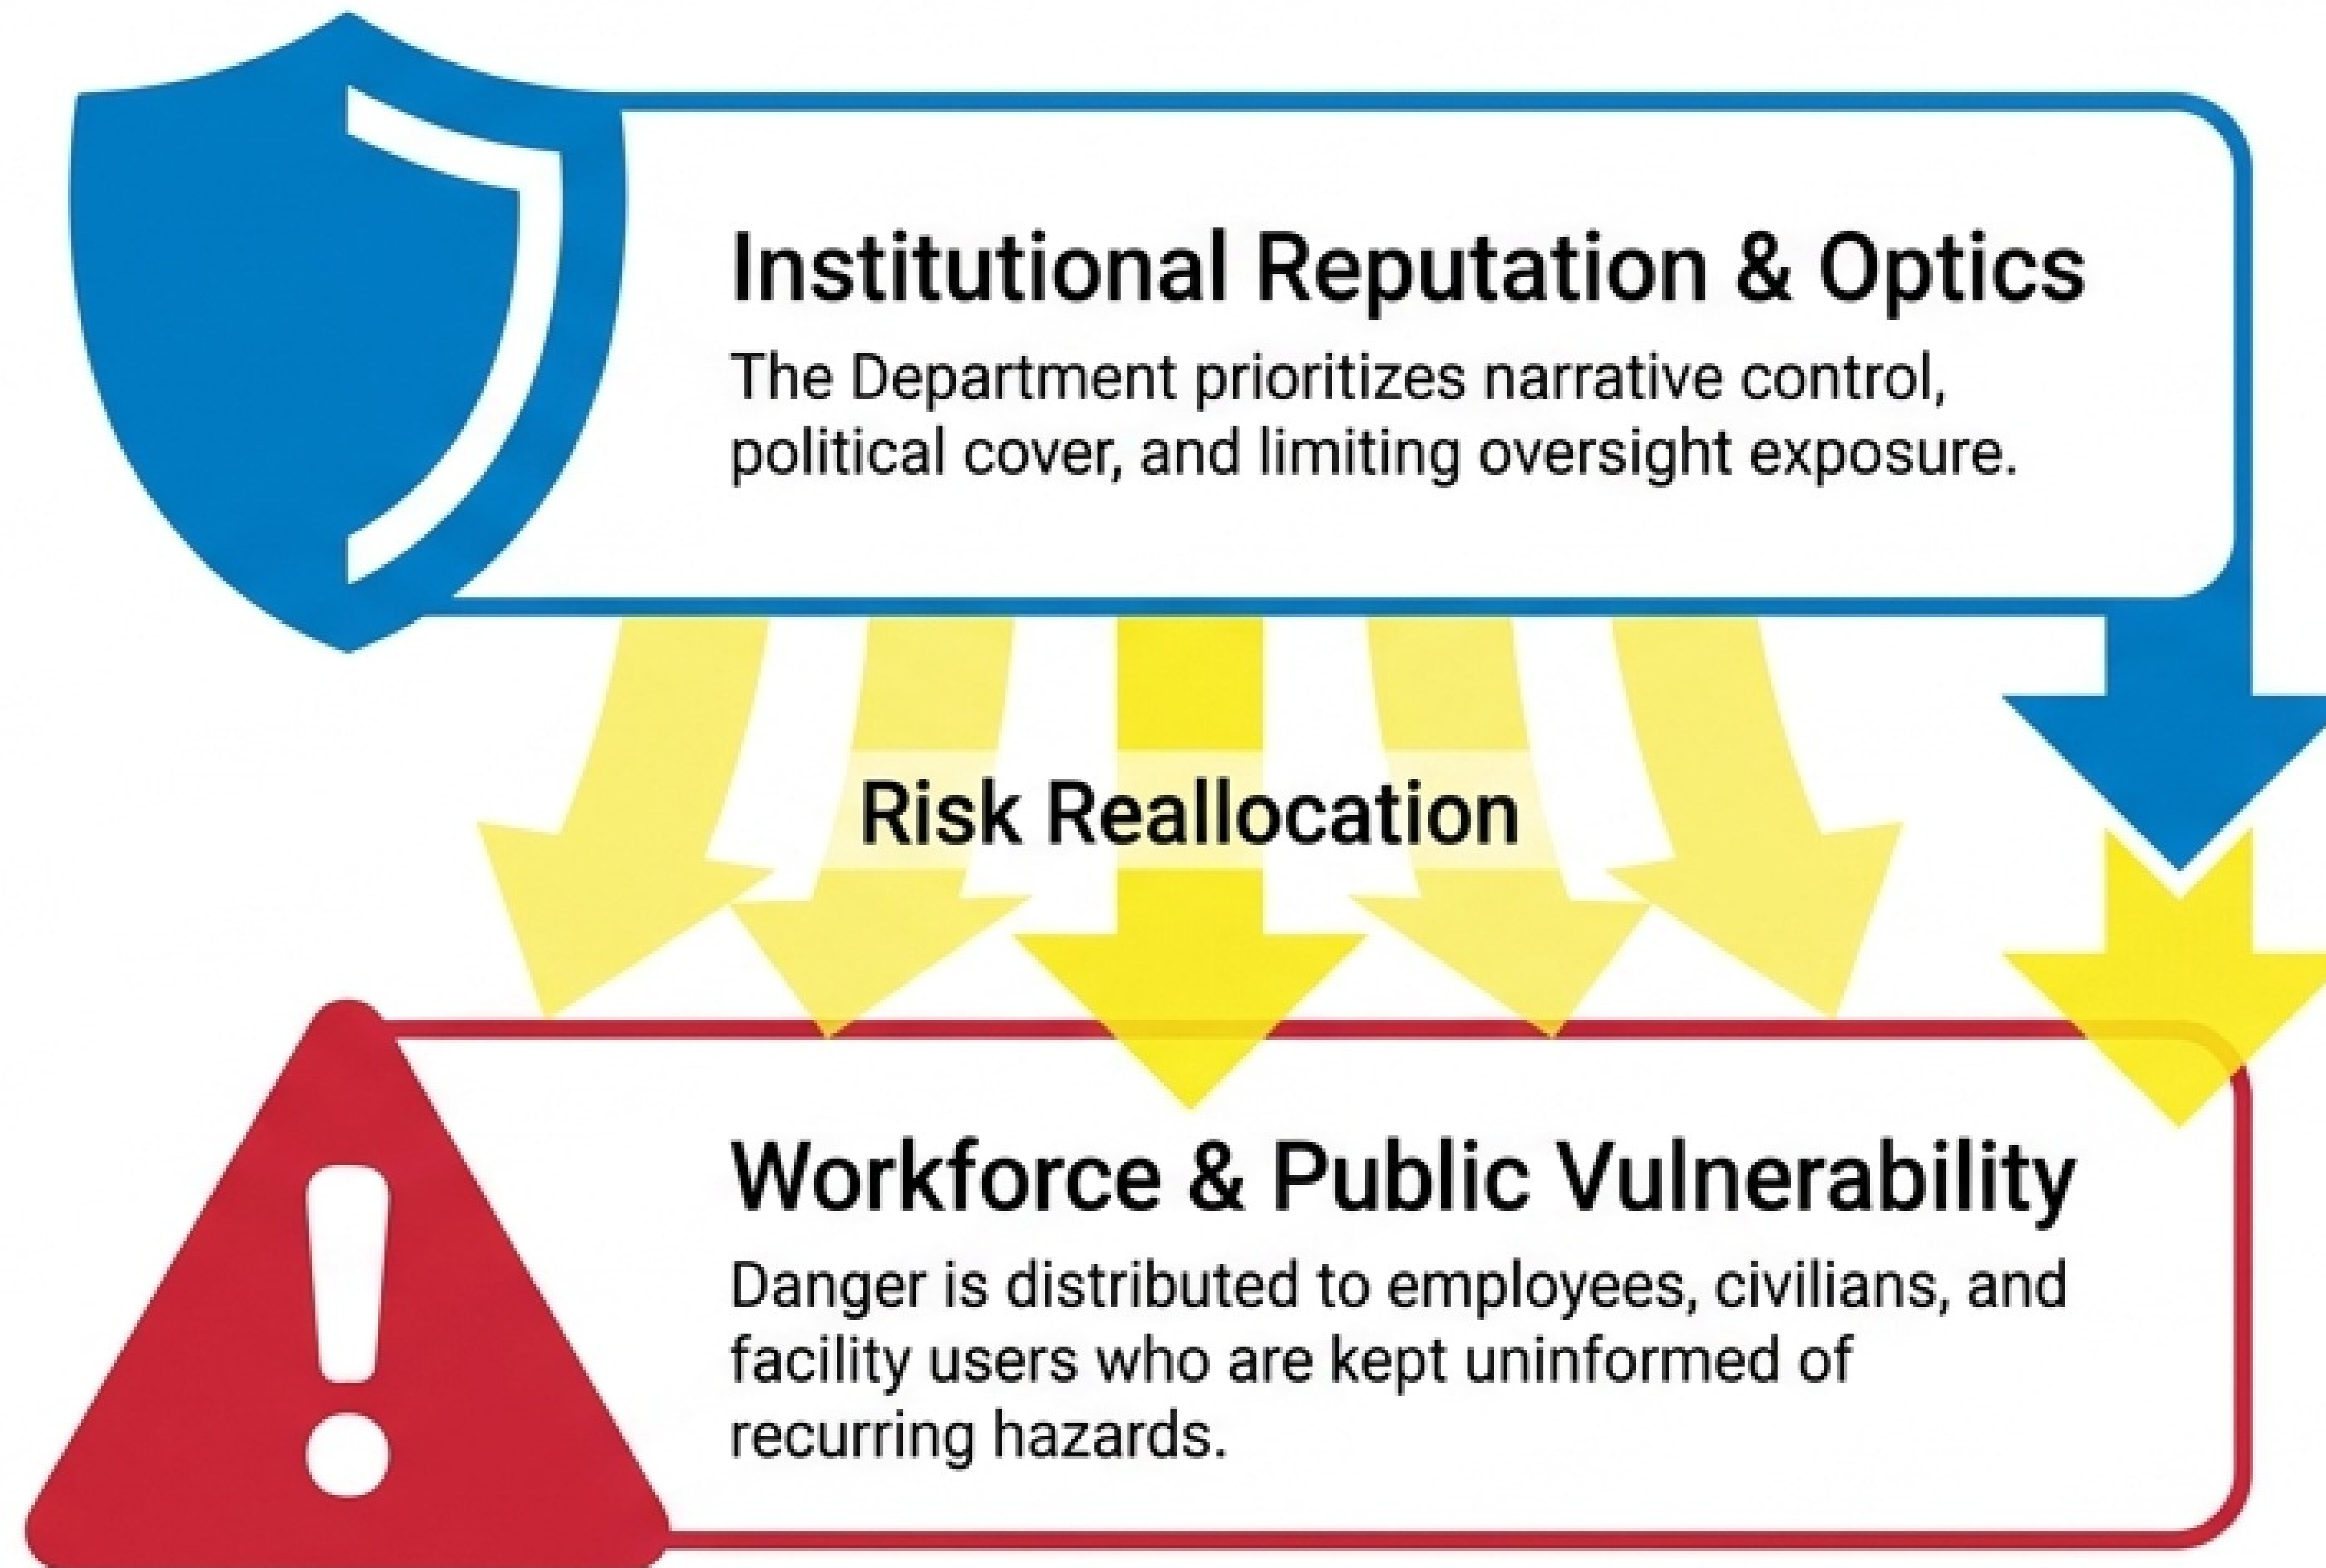 Institutional Reputation & Optics
The Department prioritizes narrative control,
political cover, and limiting oversight exposure.
Risk Reallocation
Workforce & Public Vulnerability
Danger is distributed to employees, civilians, and
facility users who are kept uninformed of
recurring hazards.